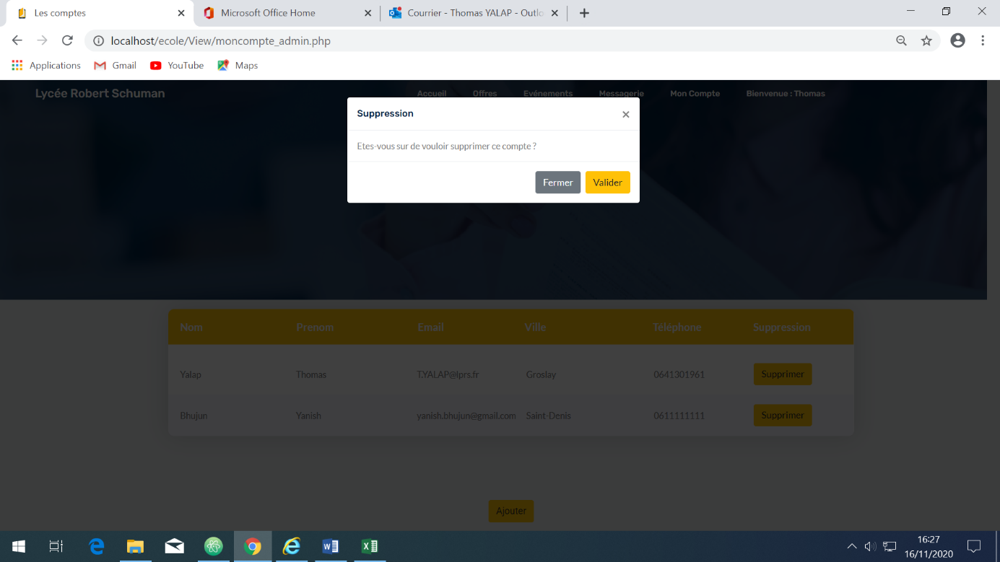 Les comptes
Microsoft Office Home
Courrier - Thomas YALAP - Outlo
localhost/ecole/View/moncompte_admin.php
Applications Gmail YouTube Maps
Lycée Robert Schuman Accueil Offres Evénements Messagerie Mon Compte Bienvenue : Thomas
Suppression ×
Etes-vous sur de vouloir supprimer ce compte ?
Fermer Valider
Nom Prenom Email Ville Téléphone Suppression
Yalap Thomas T.YALAP@lprs.fr Groslay 0641301961 Supprimer
Bhujun Yanish yanish.bhujun@gmail.com Saint-Denis 0611111111 Supprimer
Ajouter
16:27
16/11/2020